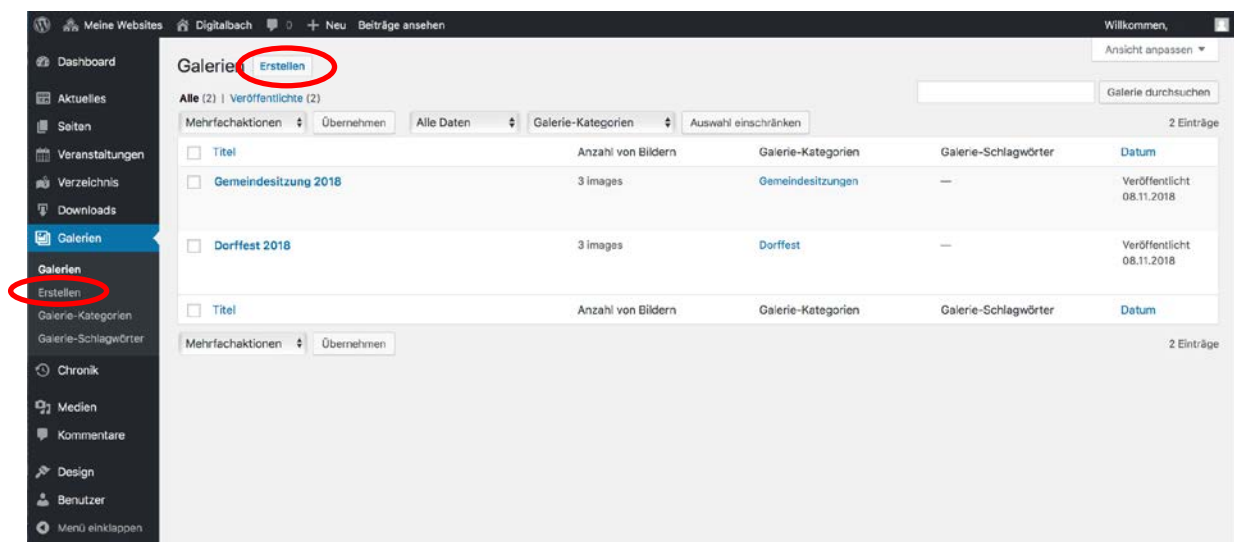 Meine Websites Digitalbach 0 + Neu Beiträge ansehen Willkommen,
Ansicht anpassen
Dashboard
Aktuelles
Seiten
Veranstaltungen
Verzeichnis
Downloads
Galerien
Galerien
Erstellen
Galerie-Kategorien
Galerie-Schlagwörter
Chronik
Medien
Kommentare
Design
Benutzer
Menü einklappen
Galerien Erstellen
Alle (2) | Veröffentlichte (2)
Galerie durchsuchen
Mehrfachaktionen Übernehmen Alle Daten Galerie-Kategorien Auswahl einschränken 2 Einträge
Titel Anzahl von Bildern Galerie-Kategorien Galerie-Schlagwörter Datum
Gemeindesitzung 2018 3 images Gemeindesitzungen — Veröffentlicht
08.11.2018
Dorffest 2018 3 images Dorffest — Veröffentlicht
08.11.2018
Titel Anzahl von Bildern Galerie-Kategorien Galerie-Schlagwörter Datum
Mehrfachaktionen Übernehmen 2 Einträge